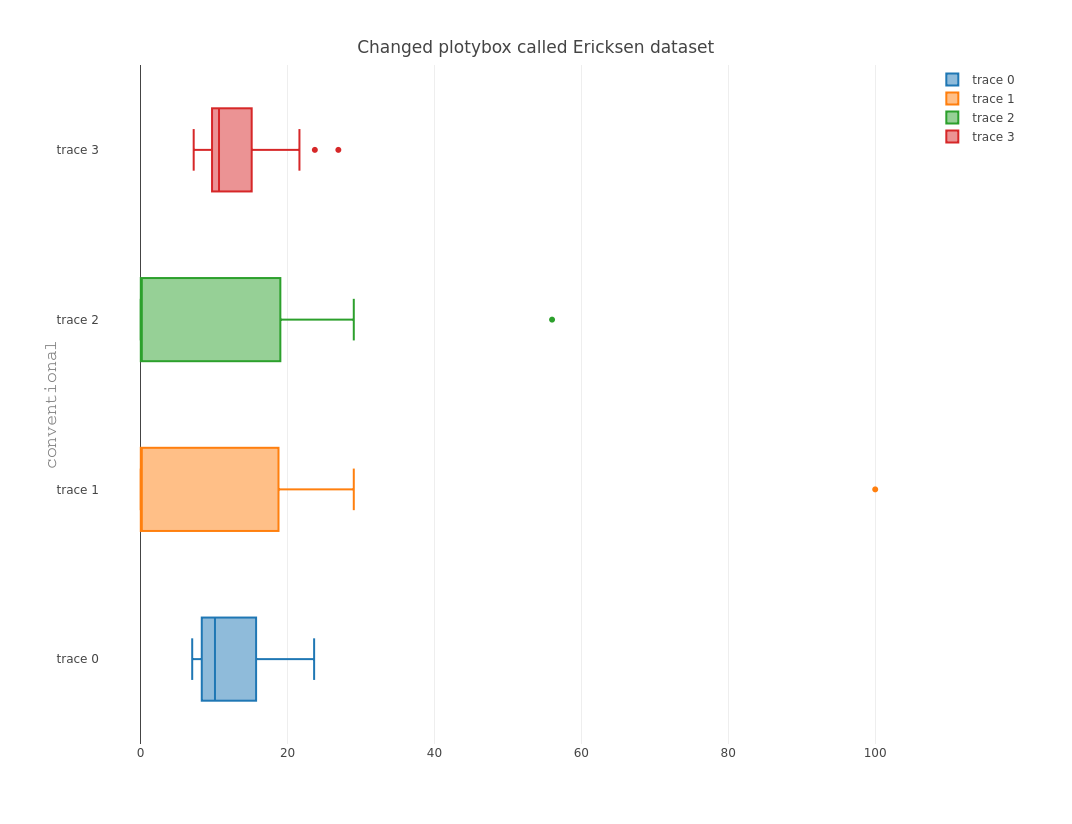 Changed plotybox called Ericksen dataset
trace 0
trace 1
trace 2
trace 3
trace 3
trace 2
conventional
trace 1
trace 0
0 20 40 60 80 100